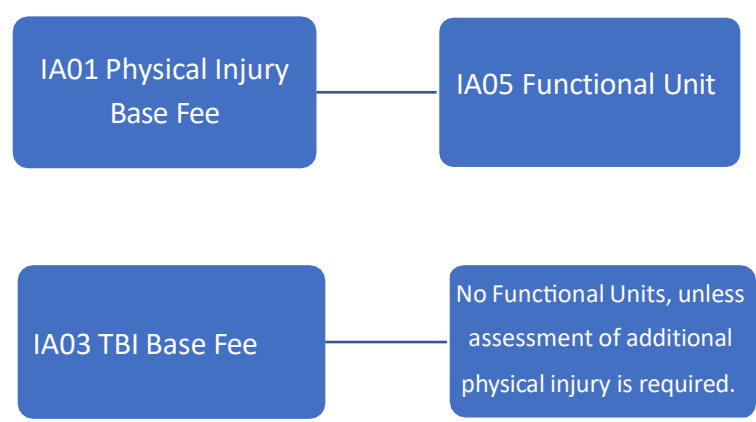 IA01 Physical Injury
Base Fee
IA05 Functional Unit
IA03 TBI Base Fee
No Functional Units, unless
assessment of additional
physical injury is required.